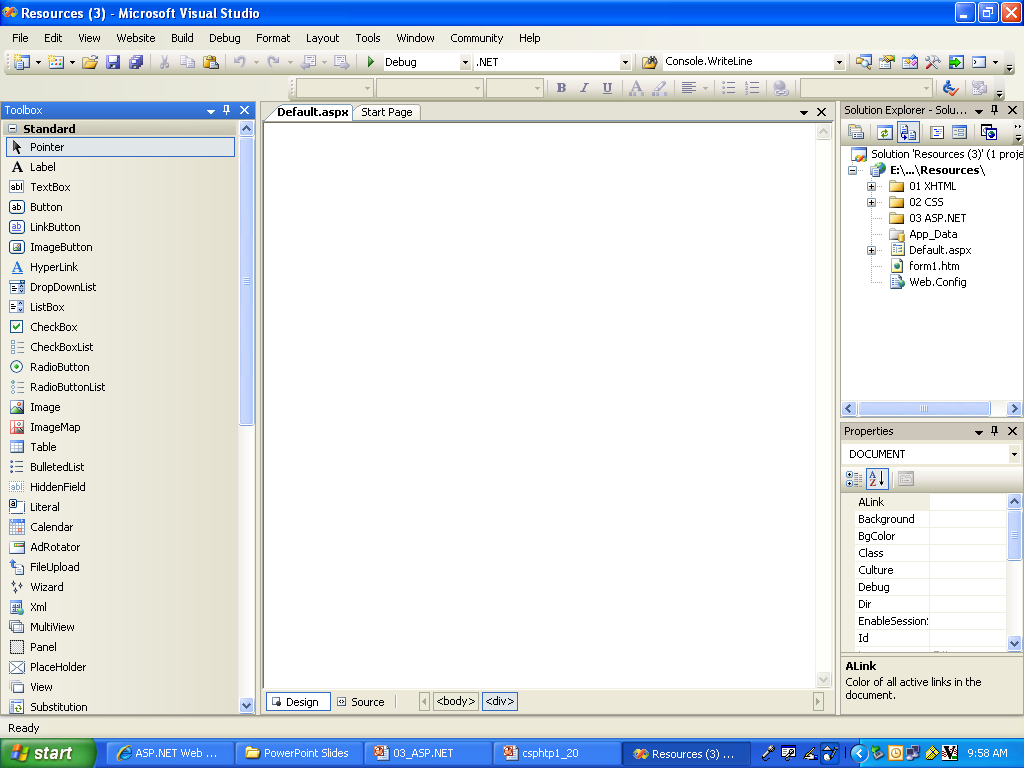 Resources (3) - Microsoft Visual Studio
File Edit View Website Build Debug Format Layout Tools Window Community Help
Debug .NET Console.WriteLine
B I U A
Toolbox
Standard
Pointer
A Label
abl TextBox
ab Button
ab LinkButton
ImageButton
A HyperLink
DropDownList
ListBox
CheckBox
CheckBoxList
RadioButton
RadioButtonList
Image
ImageMap
Table
BulletedList
abl HiddenField
Literal
Calendar
AdRotator
FileUpload
Wizard
Xml
MultiView
Panel
PlaceHolder
View
Substitution
Default.aspx Start Page
Design Source <body> <div>
Solution Explorer - Solu...
Solution 'Resources (3)' (1 proje
E:\...\Resources\
01 XHTML
02 CSS
03 ASP.NET
App_Data
Default.aspx
form1.htm
Web.Config
Properties
DOCUMENT
ALink
Background
BgColor
Class
Culture
Debug
Dir
EnableSession
Id
ALink
Color of all active links in the
document.
Ready
start ASP.NET Web ... PowerPoint Slides 03_ASP.NET csphtp1_20 Resources (3) ... 9:58 AM